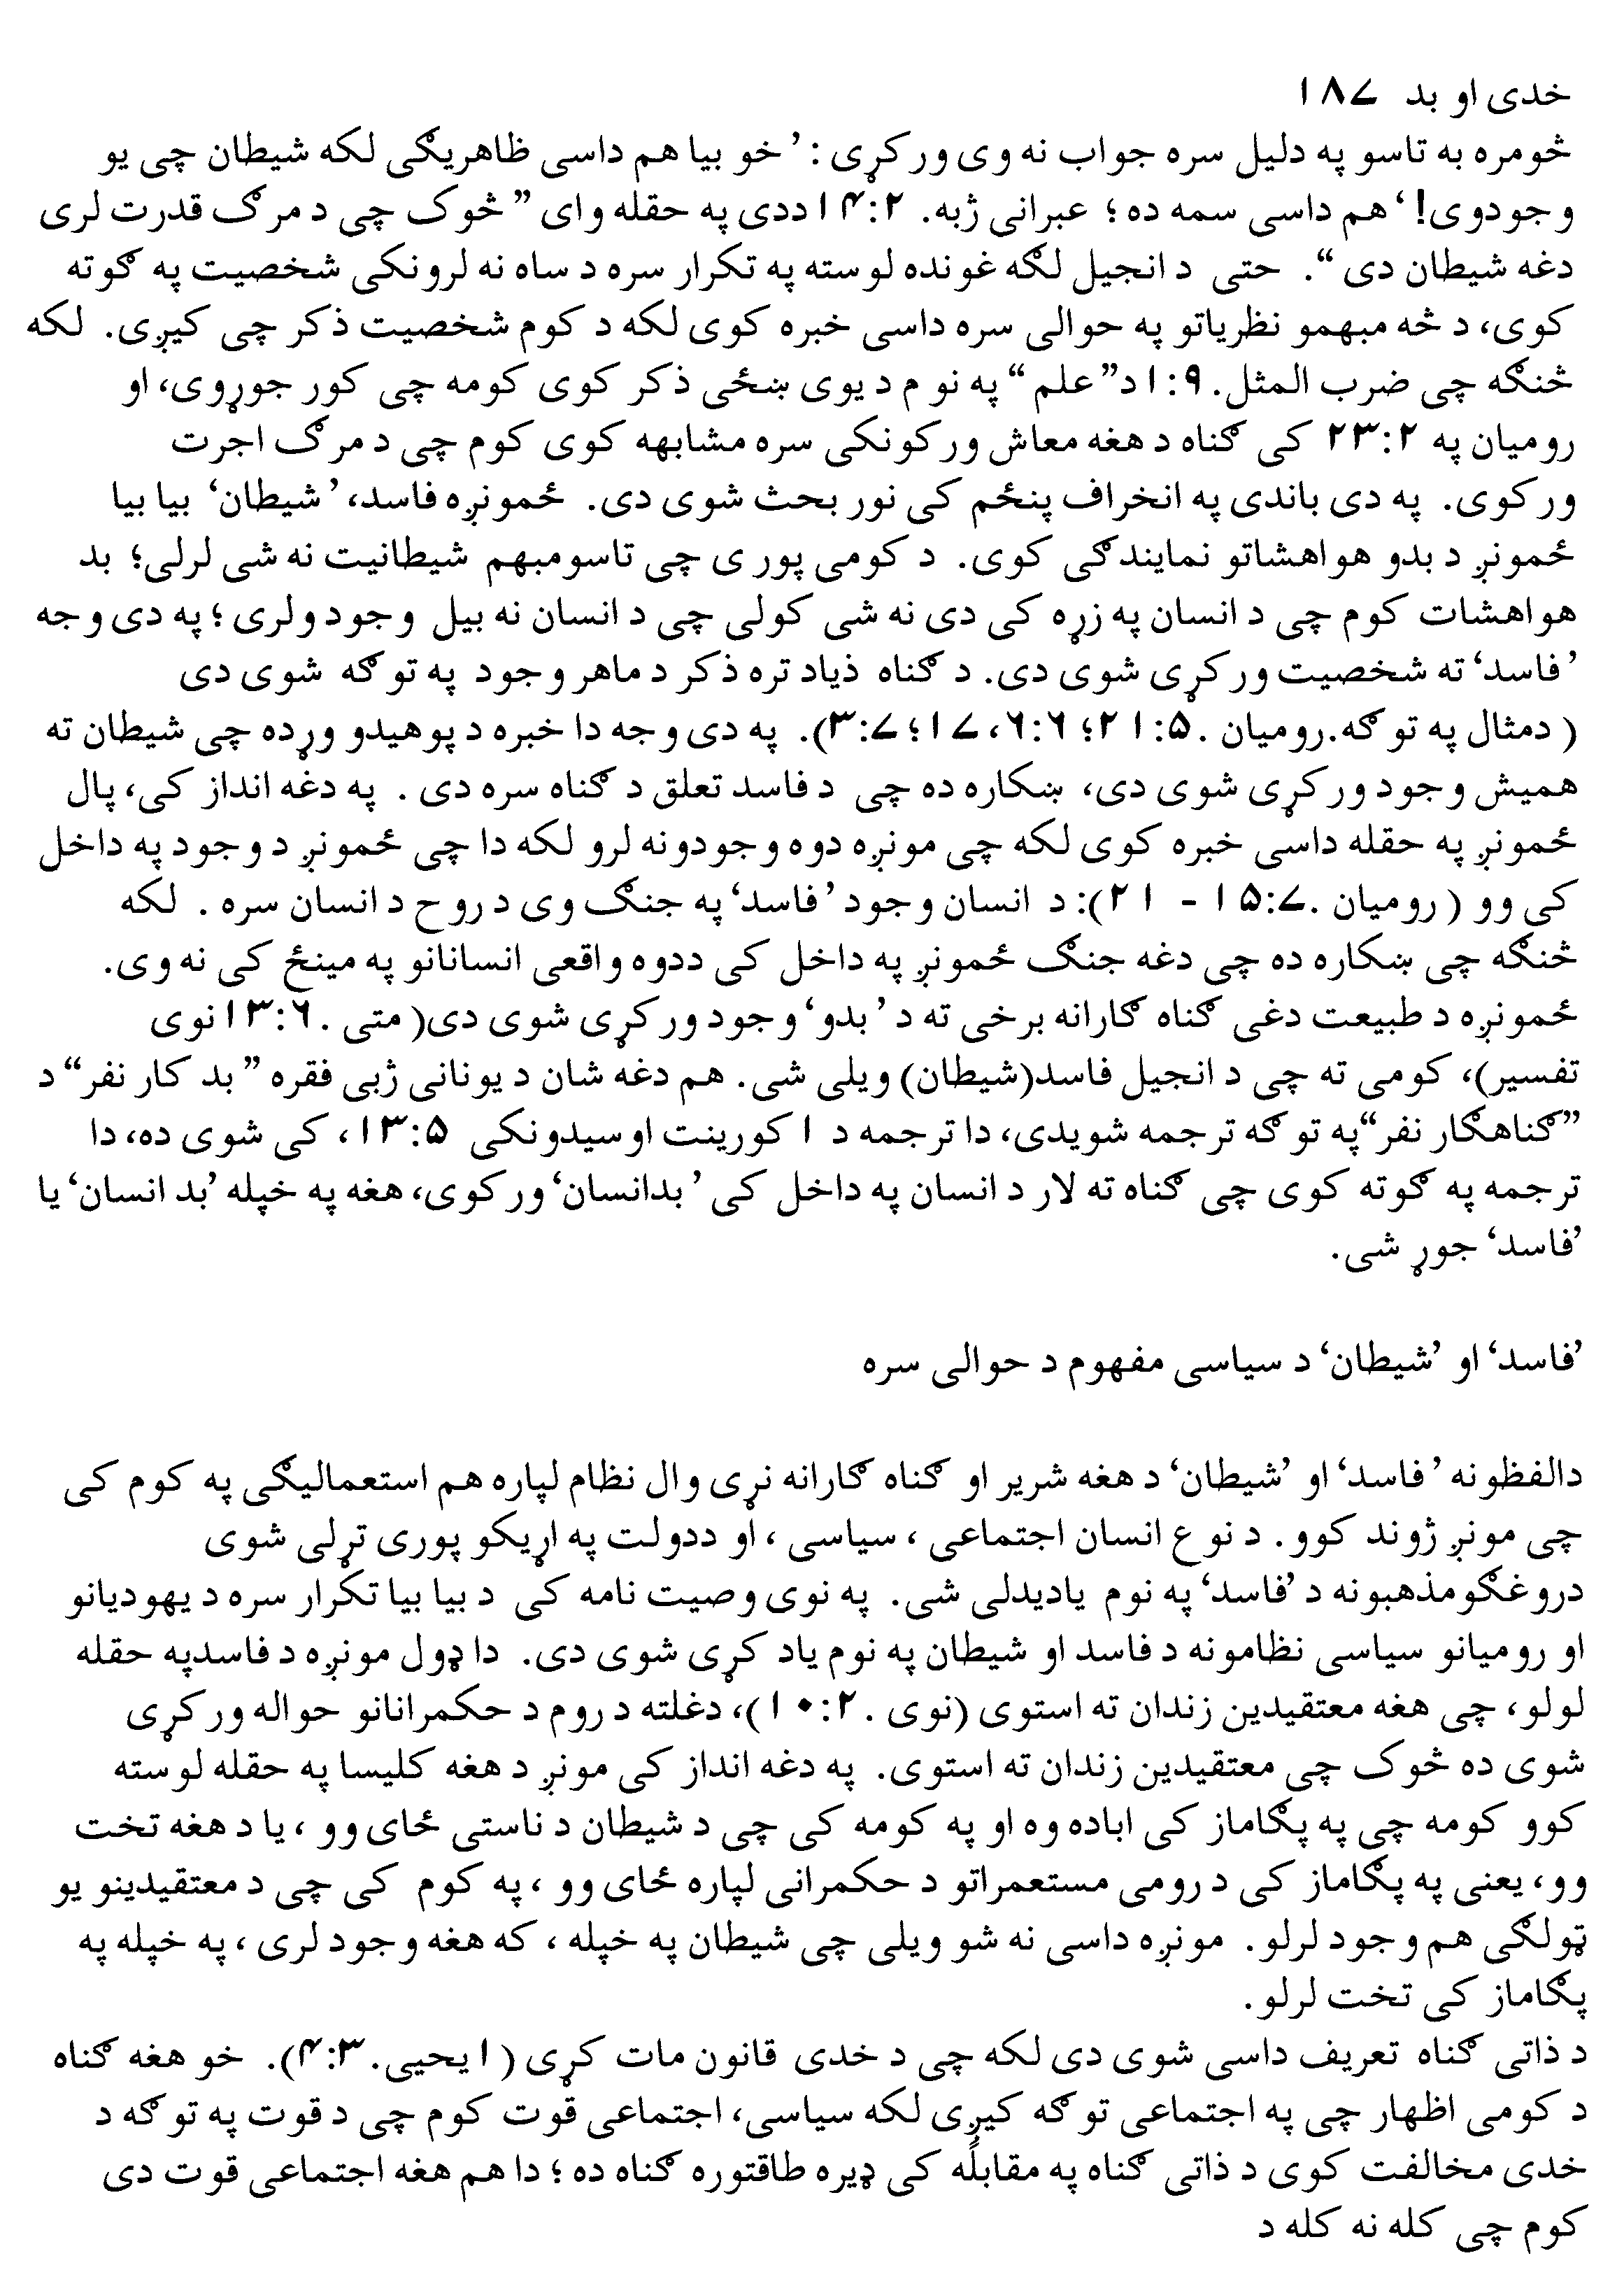 خدی او بد ۱۸۷
څومره به تاسو په دلیل سره جواب نه وی ورکړی : ’ خو بیا هم داسی ظاهریګی لکه شیطان چی یو
وجودوی! ‘ هم داسی سمه ده ؛ عبرانی ژبه. ۱۴:۲ ددی په حقله وای ” څوک چی د مرګ قدرت لری
دغه شیطان دی “. حتی د انجیل لګه غونده لوسته په تکرار سره د ساه نه لرونکی شخصیت په ګوته
کوی، د څه مبهمو نظریاتو په حوالی سره داسی خبره کوی لکه د کوم شخصیت ذکر چی کیږی. لکه
څنګه چی ضرب المثل. ۱:۹ د” علم “ په نوم د یوی ښځی ذکر کوی کومه چی کور جوړوی، او
رومیان په ۲۳:۲ کی ګناه د هغه معاش ورکونکی سره مشابهه کوی کوم چی د مرګ اجرت
ورکوی. په دی باندی په انخراف پنځم کی نور بحث شوی دی. ځمونږه فاسد، ’ شیطان‘ بیا بیا
ځمونږ د بدو هواهشاتو نمایندګی کوی. د کومی پوری چی تاسومبهم شیطانیت نه شی لرلی؛ بد
هواهشات کوم چی د انسان په زړه کی دی نه شی کولی چی د انسان نه بیل وجود ولری ؛ په دی وجه
’ فاسد‘ ته شخصیت ورکړی شوی دی. د ګناه ذیاد تره ذکر د ماهر وجود په توګه شوی دی
( دمثال په توګه.رومیان .۲۱:۵؛ ۶:۶، ۱۷؛ ۳:۷). په دی وجه دا خبره د پوهیدو وړده چی شیطان ته
همیش وجود ورکړی شوی دی، ښکاره ده چی د فاسد تعلق د ګناه سره دی . په دغه انداز کی، پال
ځمونږ په حقله داسی خبره کوی لکه چی مونږه دوه وجودونه لرو لکه دا چی ځمونږ د وجود په داخل
کی وو ( رومیان .۱۵:۷ - ۲۱): د انسان وجود ’ فاسد‘ په جنګ وی د روح د انسان سره . لکه
څنګه چی ښکاره ده چی دغه جنګ ځمونږ په داخل کی ددوه واقعی انسانانو په مینځ کی نه وی.
ځمونږه د طبیعت دغی ګناه ګارانه برخی ته د ’ بدو‘ وجود ورکړی شوی دی( متی .۱۳:۶ نوی
تفسیر)، کومی ته چی د انجیل فاسد(شیطان) ویلی شی. هم دغه شان د یونانی ژبی فقره ” بد کار نفر“ د
”ګناهګار نفر“په توګه ترجمه شویدی، دا ترجمه د ۱ کورینت اوسیدونکی ۱۳:۵، کی شوی ده، دا
ترجمه په ګوته کوی چی ګناه ته لار د انسان په داخل کی ’ بدانسان‘ ورکوی، هغه په خپله ’بد انسان‘ یا
’فاسد‘ جوړ شی.
’فاسد‘ او ’شیطان‘ د سیاسی مفهوم د حوالی سره
دالفظونه ’ فاسد‘ او ’شیطان‘ د هغه شریر او ګناه ګارانه نړی وال نظام لپاره هم استعمالیګی په کوم کی
چی مونږ ژوند کوو. د نوع انسان اجتماعی ، سیاسی ، او ددولت په اړیکو پوری تړلی شوی
دروغګومذهبونه د ’فاسد‘ په نوم یادیدلی شی. په نوی وصیت نامه کی د بیا بیا تکرار سره د یهودیانو
او رومیانو سیاسی نظامونه د فاسد او شیطان په نوم یاد کړی شوی دی. دا ډول مونږه د فاسدپه حقله
لولو، چی هغه معتقیدین زندان ته استوی (نوی .۱۰:۲)، دغلته د روم د حکمرانانو حواله ورکړی
شوی ده څوک چی معتقیدین زندان ته استوی. په دغه انداز کی مونږ د هغه کلیسا په حقله لوسته
کوو کومه چی په پګاماز کی اباده وه او په کومه کی چی د شیطان د ناستی ځای وو ، یا د هغه تخت
وو، یعنی په پګاماز کی د رومی مستعمراتو د حکمرانی لپاره ځای وو ، په کوم کی چی د معتقیدینو یو
ټولګی هم وجود لرلو. مونږه داسی نه شو ویلی چی شیطان په خپله ، که هغه وجود لری ، په خپله په
پګاماز کی تخت لرلو.
د ذاتی ګناه تعریف داسی شوی دی لکه چی د خدی قانون مات کړی ( ۱ یحیی. ۴:۳). خو هغه ګناه
د کومی اظهار چی په اجتماعی توګه کیږی لکه سیاسی، اجتماعی قوت کوم چی د قوت په توګه د
خدی مخالفت کوی د ذاتی ګناه په مقابلًه کی ډیره طاقتوره ګناه ده ؛ دا هم هغه اجتماعی قوت دی
کوم چی کله نه کله د